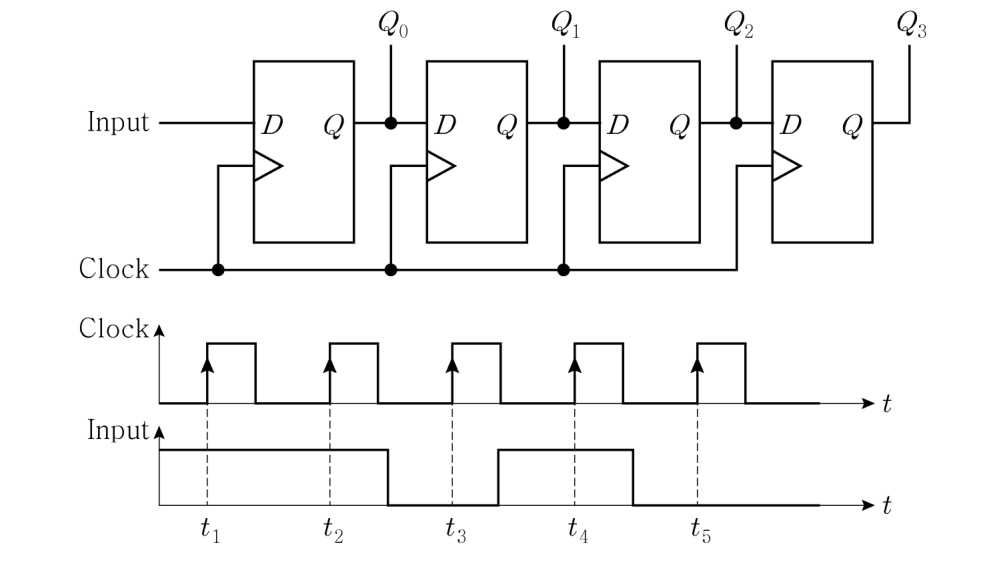 Q₀ Q₁ Q₂ Q₃
Input D Q D Q D Q D Q
Clock
Clock
t
Input
t
t₁ t₂ t₃ t₄ t₅